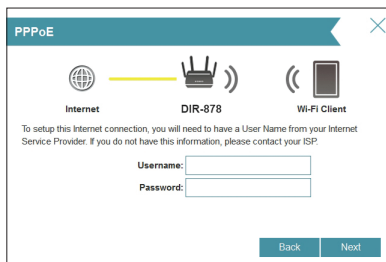 PPPoE
Internet
DIR-878
Wi-Fi Client
To setup this Internet connection, you will need to have a User Name from your Internet
Service Provider. If you do not have this information, please contact your ISP.
Username:
Password:
Back
Next